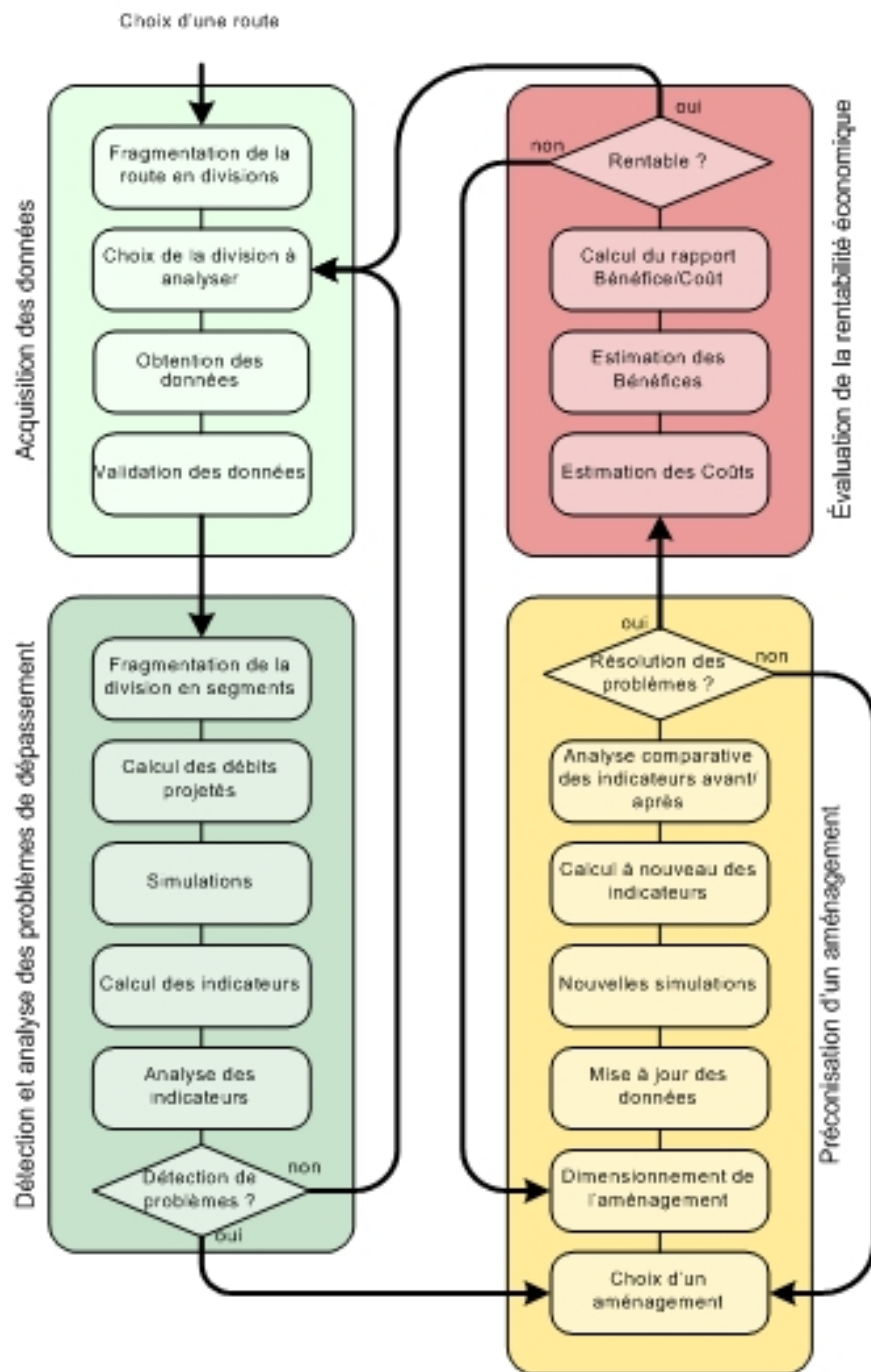 Choix d'une route
Acquisition des données
Fragmentation de la
route en divisions
Choix de la division à
analyser
Obtention des
données
Validation des données
Détection et analyse des problèmes de dépassement
Fragmentation de la
division en segments
Calcul des débits
projetés
Simulations
Calcul des indicateurs
Analyse des
indicateurs
Détection de
problèmes ?
non
oui
Évaluation de la rentabilité économique
oui
non
Rentable ?
Calcul du rapport
Bénéfice/Coût
Estimation des
Bénéfices
Estimation des Coûts
Préconisation d'un aménagement
oui
non
Résolution des
problèmes ?
Analyse comparative
des indicateurs avant/
après
Calcul à nouveau des
indicateurs
Nouvelles simulations
Mise à jour des
données
Dimensionnement de
l'aménagement
Choix d'un
aménagement